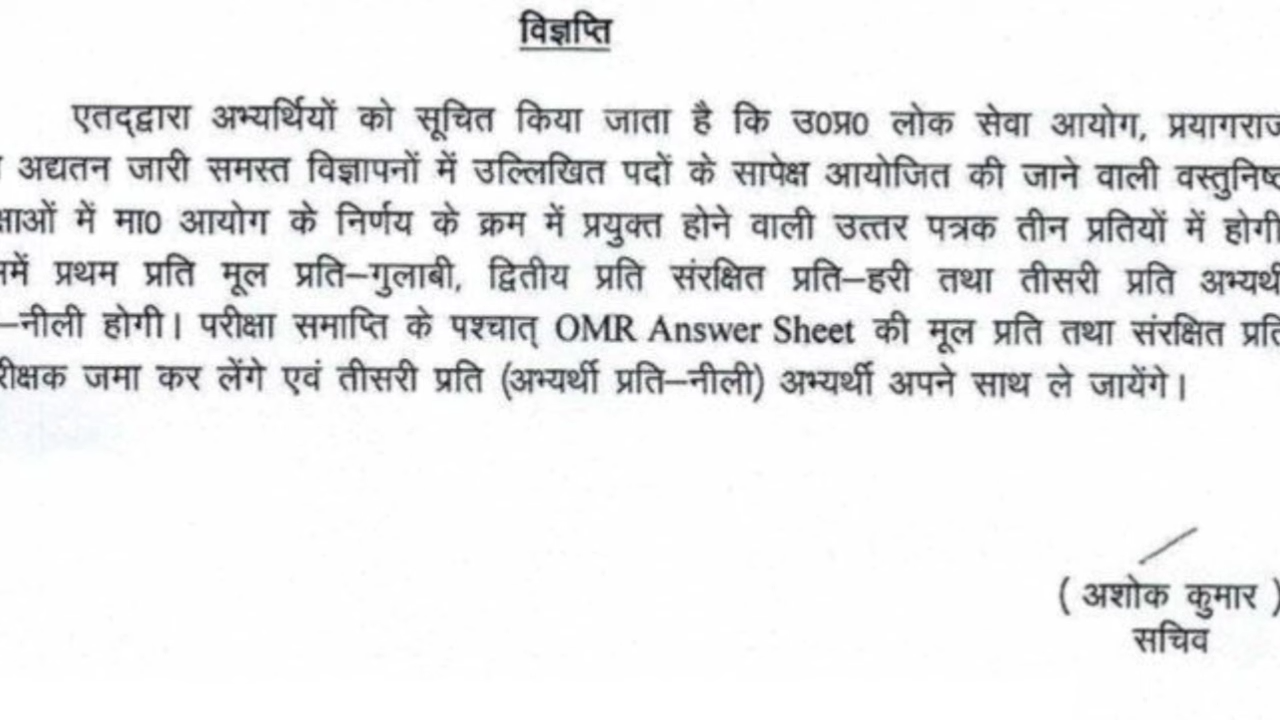 विज्ञप्ति
एतद्द्वारा अभ्यर्थियों को सूचित किया जाता है कि उ0प्र0 लोक सेवा आयोग, प्रयागराज
अद्यतन जारी समस्त विज्ञापनों में उल्लिखित पदों के सापेक्ष आयोजित की जाने वाली वस्तुनिष्ठ
क्षाओं में मा0 आयोग के निर्णय के क्रम में प्रयुक्त होने वाली उत्तर पत्रक तीन प्रतियों में होगी
में प्रथम प्रति मूल प्रति–गुलाबी, द्वितीय प्रति संरक्षित प्रति–हरी तथा तीसरी प्रति अभ्यर्थी
–नीली होगी। परीक्षा समाप्ति के पश्चात् OMR Answer Sheet की मूल प्रति तथा संरक्षित प्रति
रीक्षक जमा कर लेंगे एवं तीसरी प्रति (अभ्यर्थी प्रति–नीली) अभ्यर्थी अपने साथ ले जायेंगे।
( अशोक कुमार )
सचिव